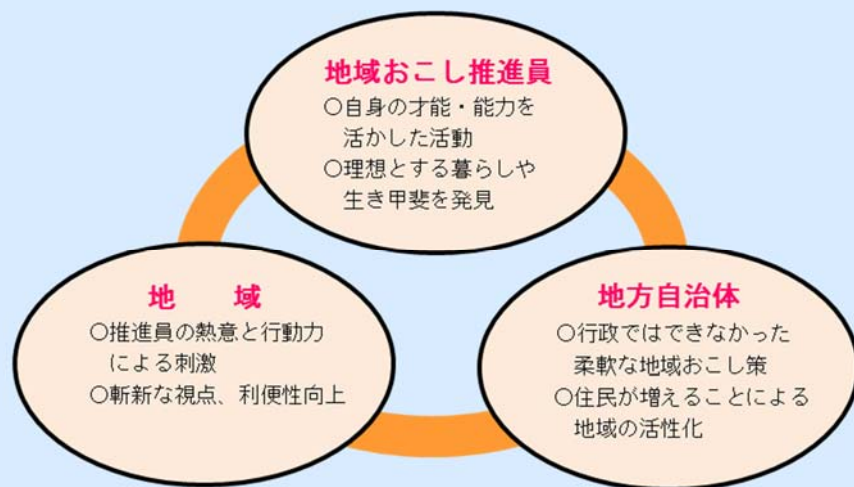 地域おこし推進員
○自身の才能・能力を
活かした活動
○理想とする暮らしや
生き甲斐を発見
地　域
○推進員の熱意と行動力
による刺激
○斬新な視点、利便性向上
地方自治体
○行政ではできなかった
柔軟な地域おこし策
○住民が増えることによる
地域の活性化